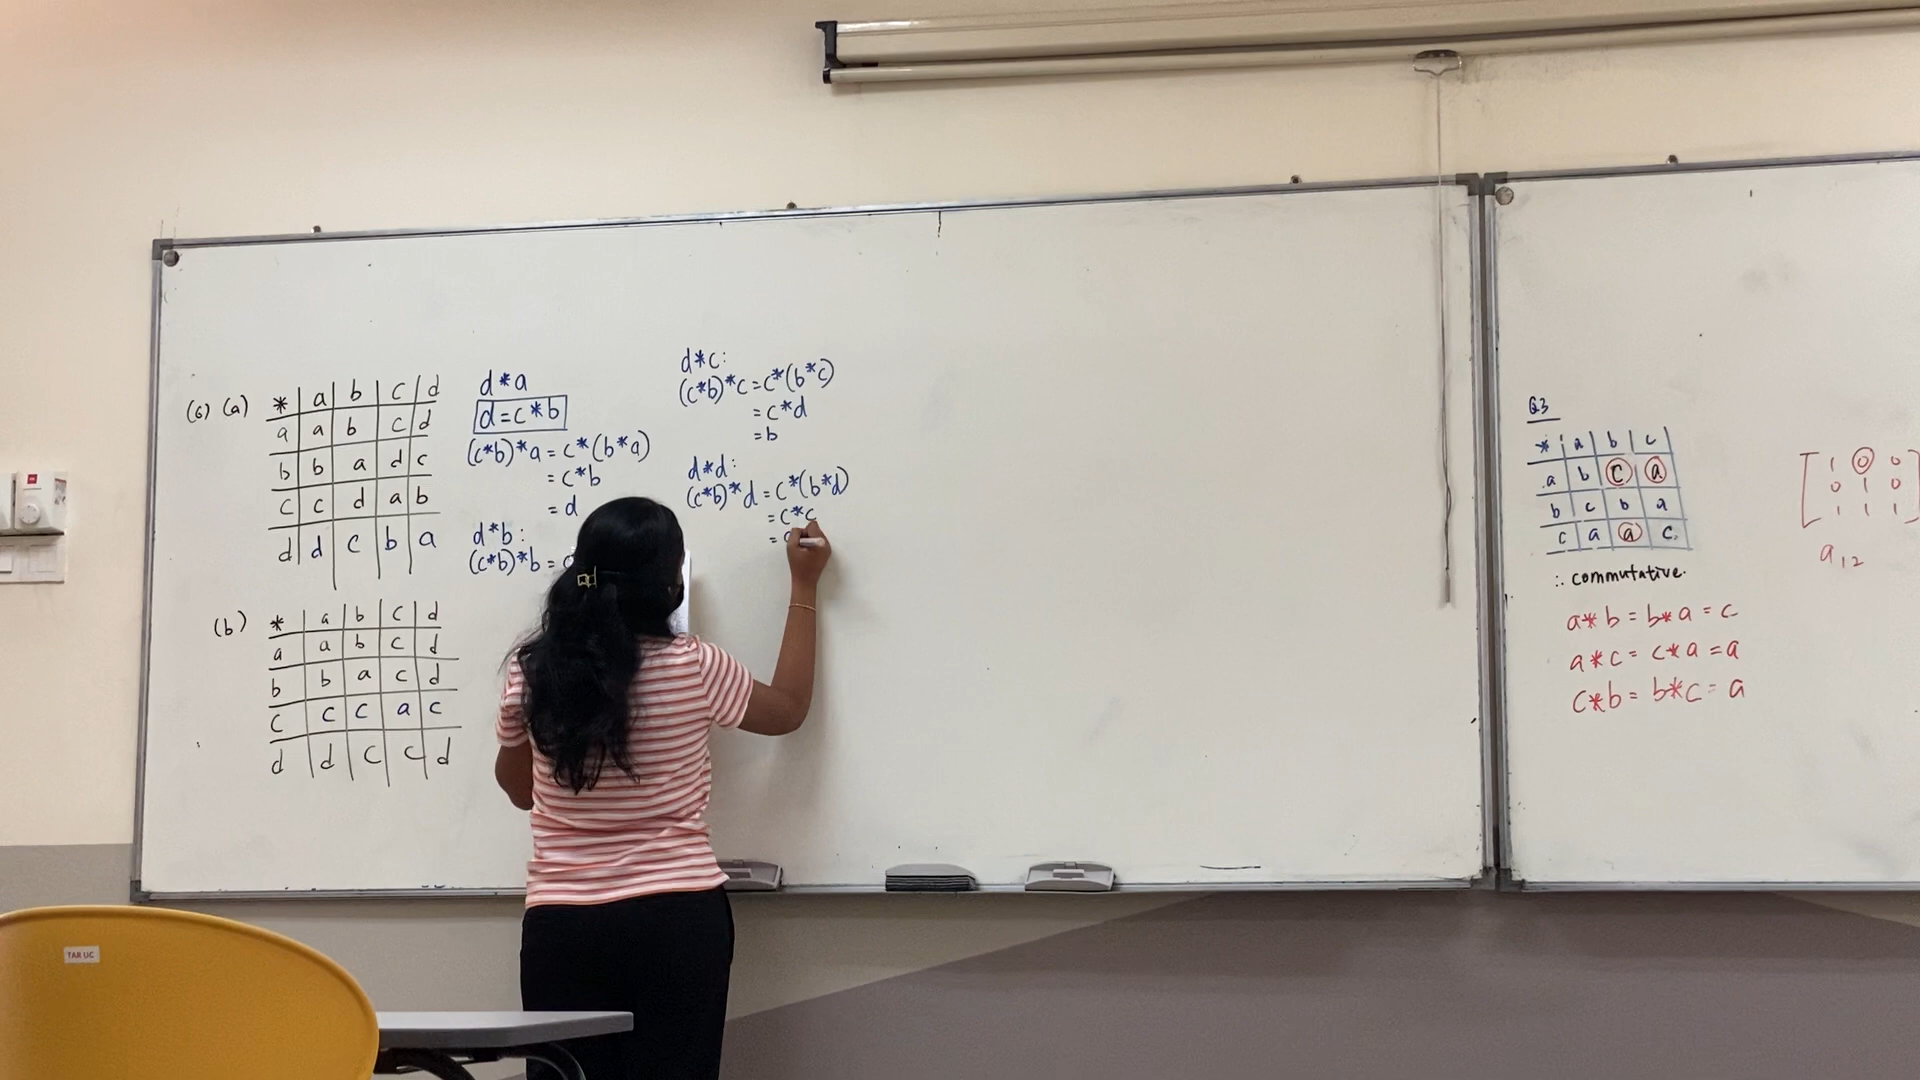 (6) (a)
* a b c d
a a b c d
b b a d c
c c d a b
d d c b a
(b)
* a b c d
a a b c d
b b a c d
c c c a c
d d c c d
d*a
d=c*b
(c*b)*a = c*(b*a)
= c*b
= d
d*b:
(c*b)*b =
d*c:
(c*b)*c = c*(b*c)
= c*d
= b
d*d:
(c*b)*d = c*(b*d)
= c*c
=
Q3
* a b c
a b c a
b c b a
c a a c
∴ commutative.
a*b = b*a = c
a*c = c*a = a
c*b = b*c = a
1 0 0
0 1 0
1 1 1
a12
TAR UC